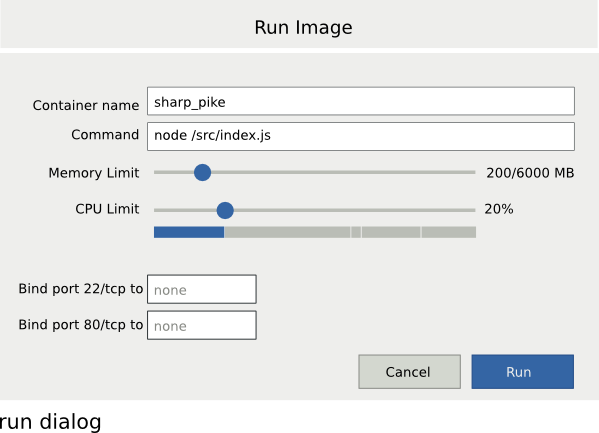 Run Image
Container name sharp_pike
Command node /src/index.js
Memory Limit 200/6000 MB
CPU Limit 20%
Bind port 22/tcp to none
Bind port 80/tcp to none
Cancel Run
run dialog